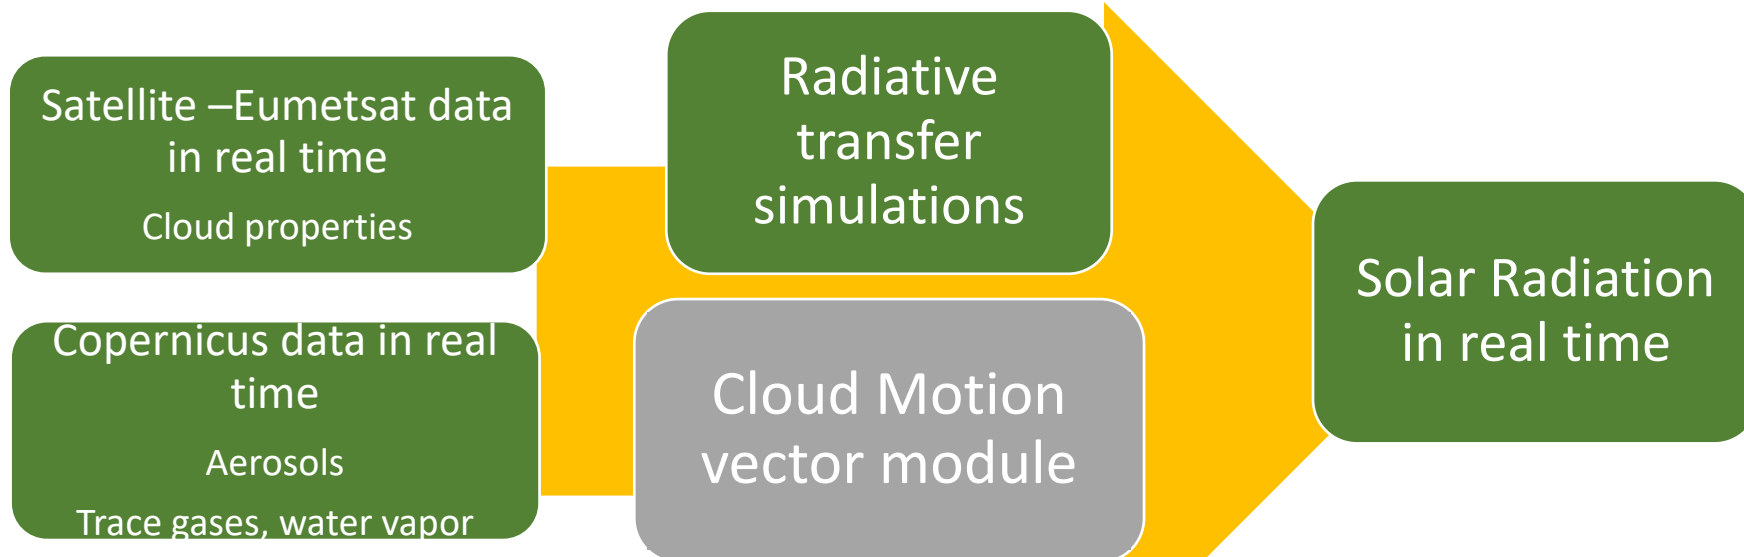 Satellite –Eumetsat data
in real time
Cloud properties
Copernicus data in real
time
Aerosols
Trace gases, water vapor
Radiative
transfer
simulations
Cloud Motion
vector module
Solar Radiation
in real time